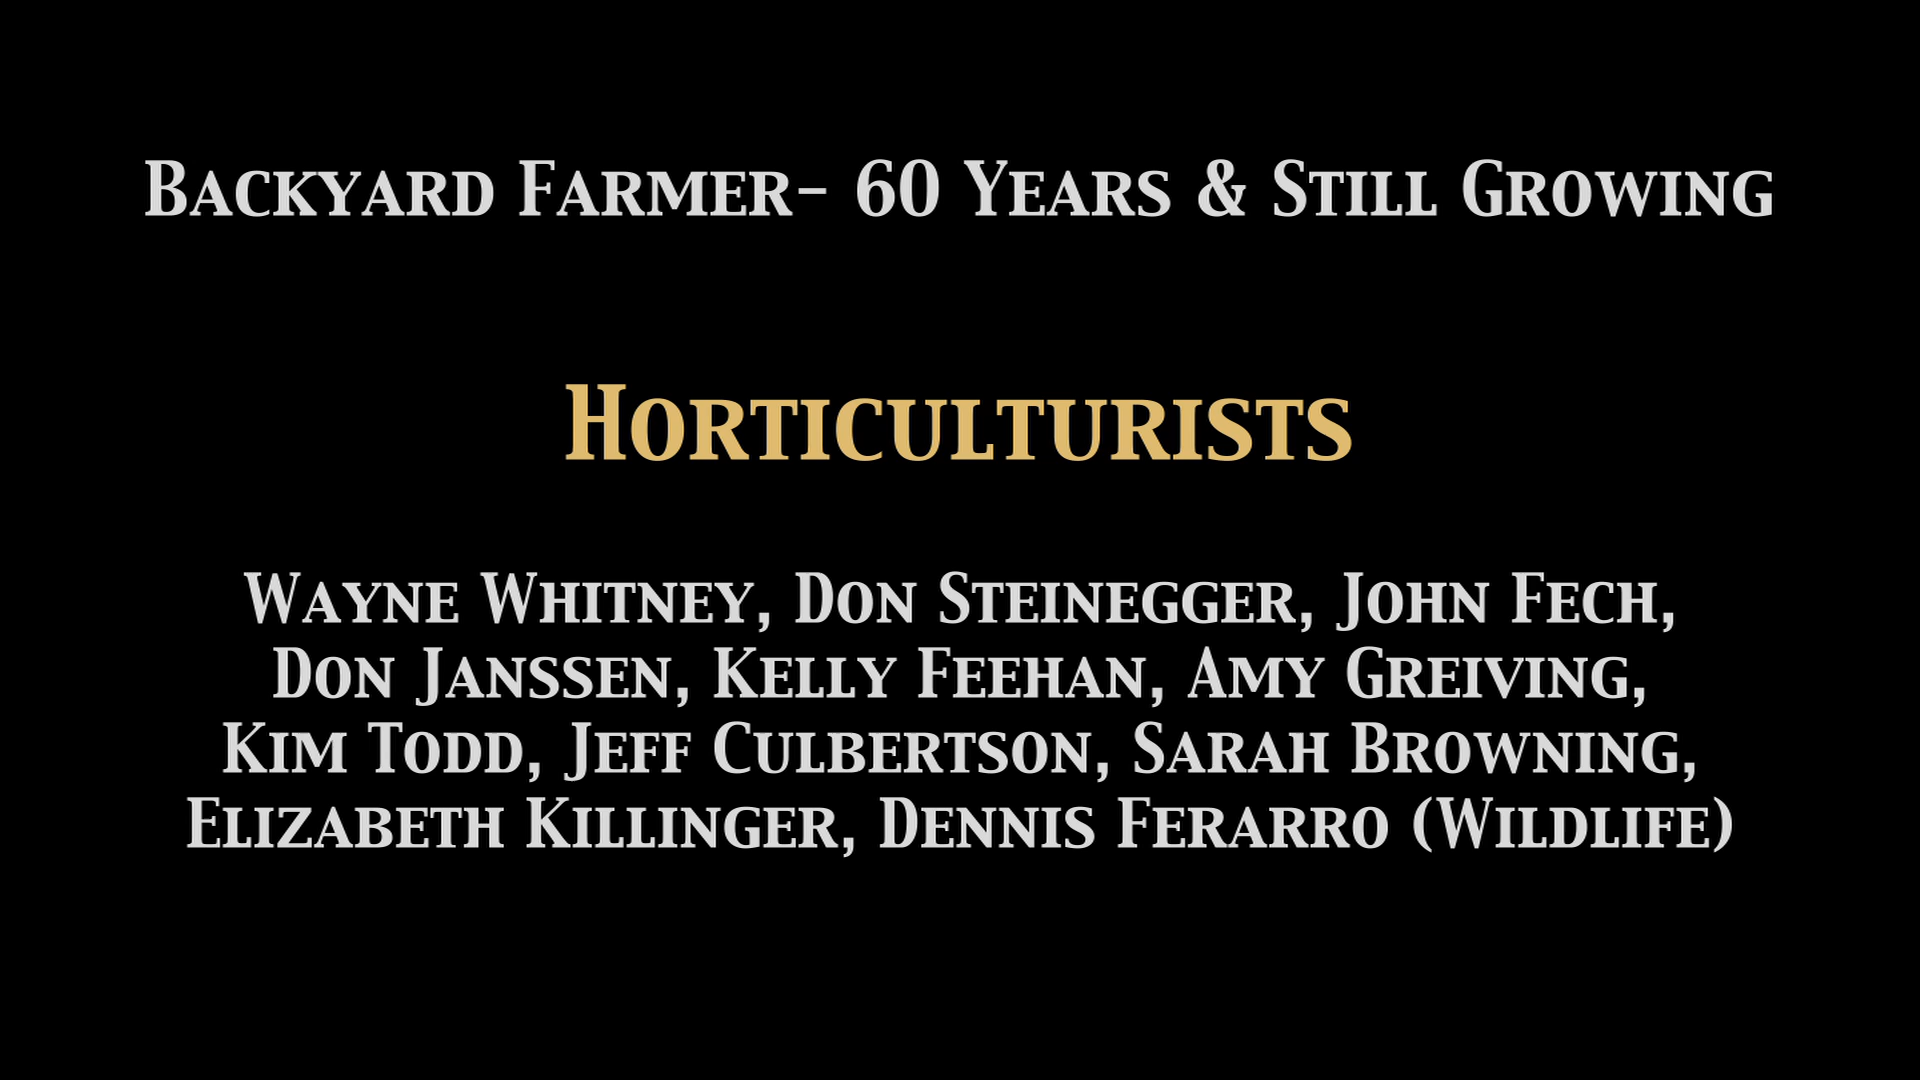 Backyard Farmer- 60 Years & Still Growing
Horticulturists
Wayne Whitney, Don Steinegger, John Fech,
Don Janssen, Kelly Feehan, Amy Greiving,
Kim Todd, Jeff Culbertson, Sarah Browning,
Elizabeth Killinger, Dennis Ferarro (Wildlife)